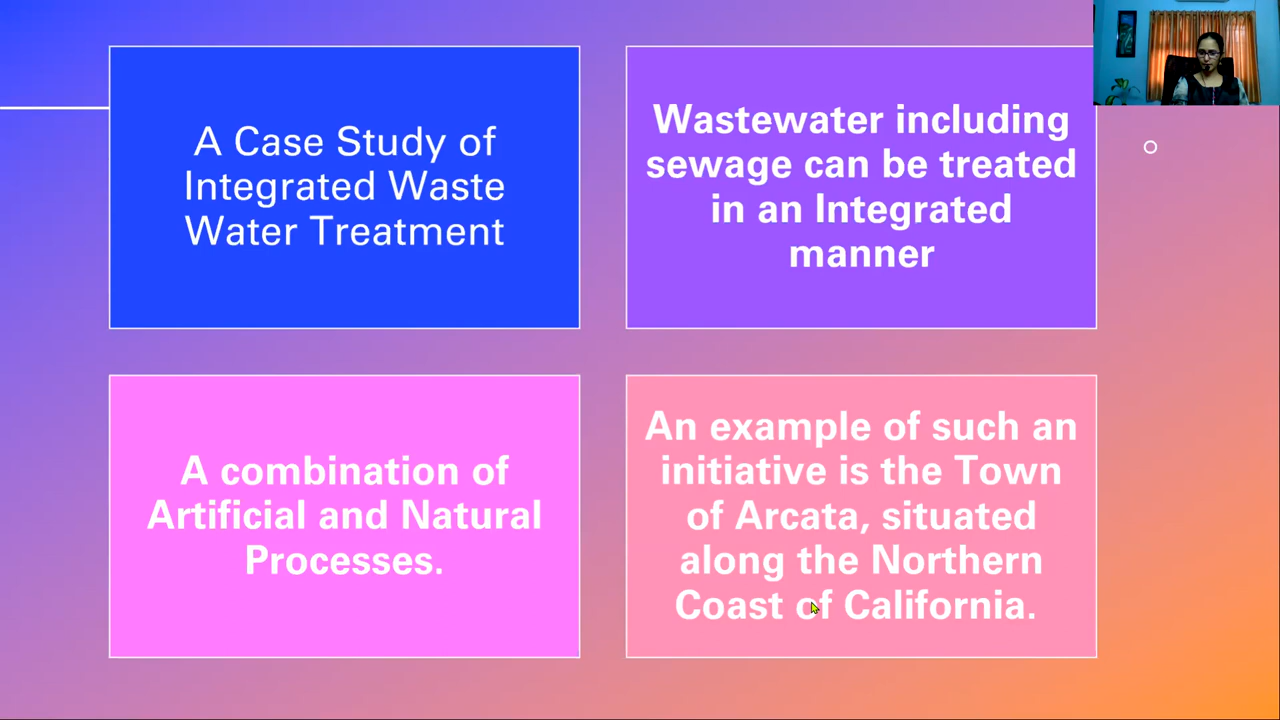 A Case Study of
Integrated Waste
Water Treatment
Wastewater including
sewage can be treated
in an Integrated
manner
A combination of
Artificial and Natural
Processes.
An example of such an
initiative is the Town
of Arcata, situated
along the Northern
Coast of California.